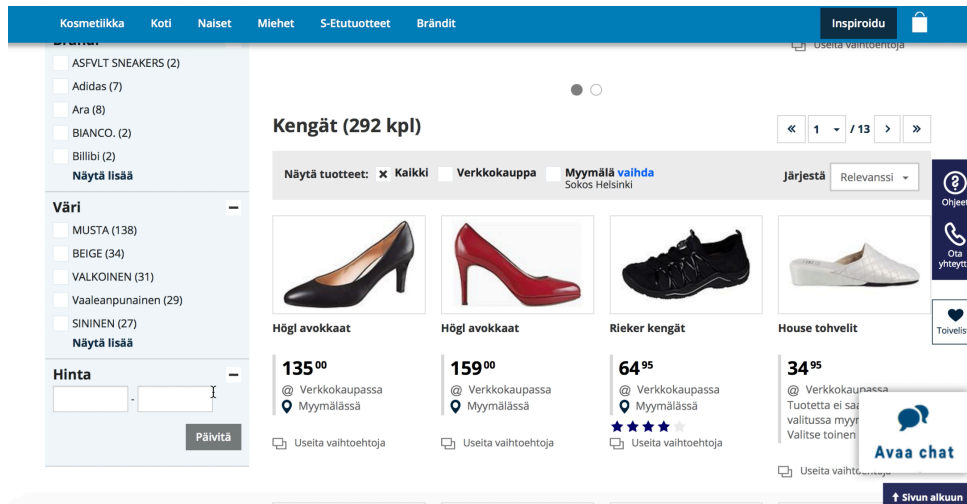 Kosmetiikka Koti Naiset Miehet S-Etutuotteet Brändit Inspiroidu
Brändi
ASFVLT SNEAKERS (2)
Adidas (7)
Ara (8)
BIANCO. (2)
Billibi (2)
Näytä lisää
Väri
MUSTA (138)
BEIGE (34)
VALKOINEN (31)
Vaaleanpunainen (29)
SININEN (27)
Näytä lisää
Hinta
-
Päivitä
Useita vaihtoehtoja
Kengät (292 kpl)
« 1 / 13 > »
Näytä tuotteet: Kaikki Verkkokauppa Myymälä vaihda
Sokos Helsinki
Järjestä Relevanssi
Högl avokkaat
135 00
@ Verkkokaupassa
Myymälässä
Useita vaihtoehtoja
Högl avokkaat
159 00
@ Verkkokaupassa
Myymälässä
Useita vaihtoehtoja
Rieker kengät
64 95
@ Verkkokaupassa
Myymälässä
Useita vaihtoehtoja
House tohvelit
34 95
@ Verkkokaupassa
Tuotetta ei saa
valitussa myym
Valitse toinen
Useita vaihtoehtoja
Ohjeet
Ota
yhteytt
Toivelis
Avaa chat
Sivun alkuun